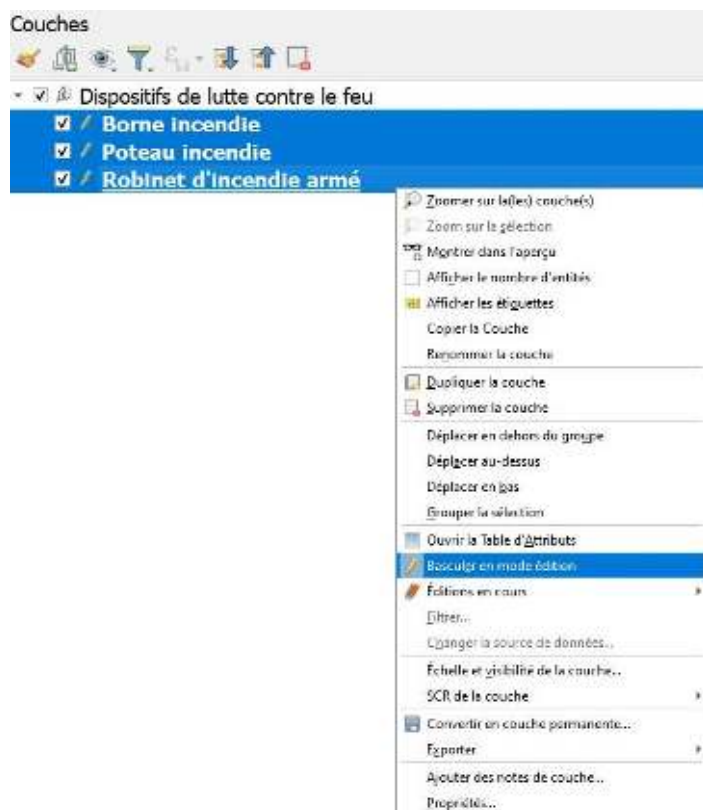 Couches
Dispositifs de lutte contre le feu
Borne incendie
Poteau incendie
Robinet d'incendie armé
Zoomer sur la(les) couche(s)
Zoom sur la sélection
Montrer dans l'aperçu
Afficher le nombre d'entités
Afficher les étiquettes
Copier la Couche
Renommer la couche
Dupliquer la couche
Supprimer la couche
Déplacer en dehors du groupe
Déplacer au-dessus
Déplacer en bas
Grouper la sélection
Ouvrir la Table d'Attributs
Basculer en mode édition
Éditions en cours
Filtrer...
Changer la source de données...
Échelle et visibilité de la couche...
SCR de la couche
Convertir en couche permanente...
Exporter
Ajouter des notes de couche...
Propriétés...